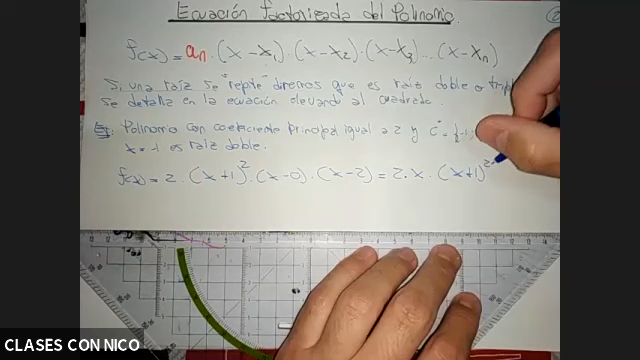 Ecuación factorizada del Polinomio.
f(x) = an · (x - x1) · (x - x2) · (x - x3) ... (x - xn)
Si una raíz se "repite" diremos que es raíz doble o
se detalla en la ecuación elevando al cuadrado.
Ej: Polinomio con coeficiente principal igual a 2 y C° =
x = -1 es raíz doble.
f(x) = 2 · (x+1)² · (x-0) · (x-2) = 2 · x · (x+1)²
CLASES CON NICO